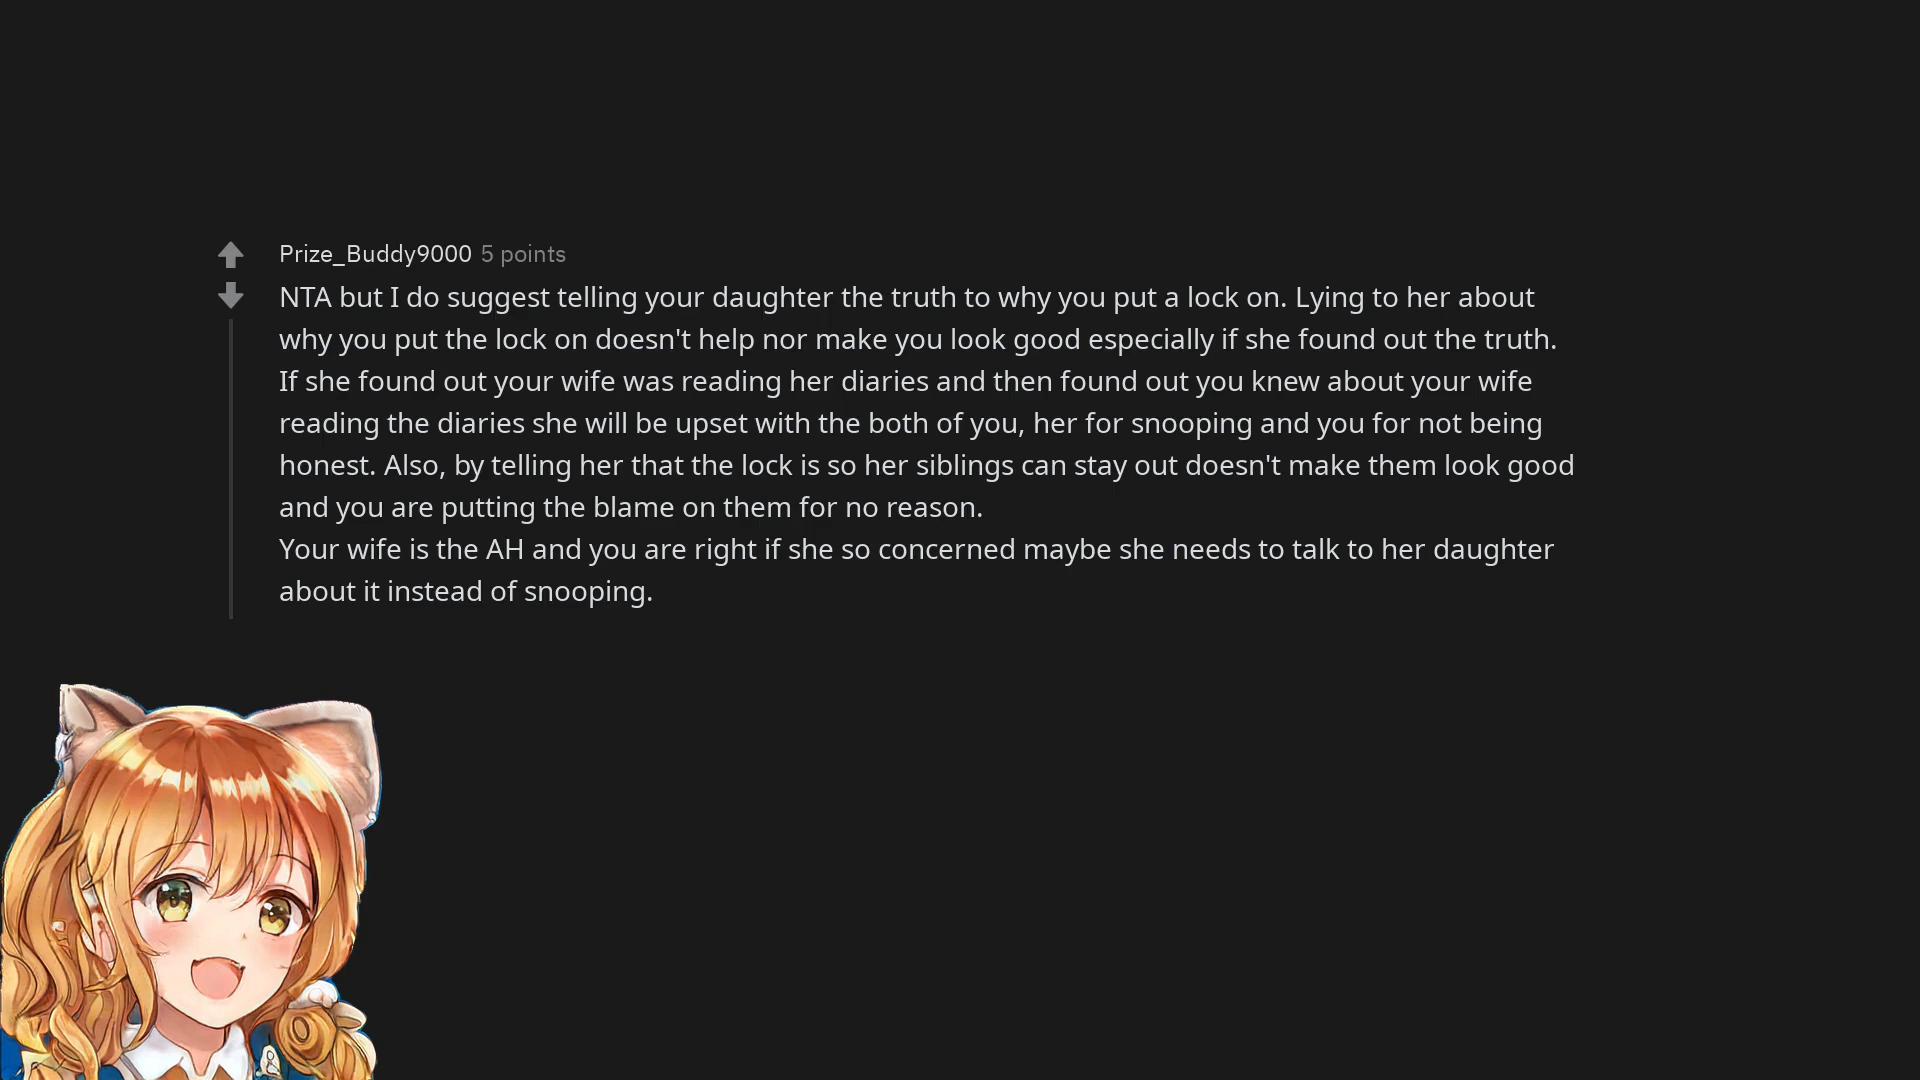 Prize_Buddy9000 5 points
NTA but I do suggest telling your daughter the truth to why you put a lock on. Lying to her about
why you put the lock on doesn't help nor make you look good especially if she found out the truth.
If she found out your wife was reading her diaries and then found out you knew about your wife
reading the diaries she will be upset with the both of you, her for snooping and you for not being
honest. Also, by telling her that the lock is so her siblings can stay out doesn't make them look good
and you are putting the blame on them for no reason.
Your wife is the AH and you are right if she so concerned maybe she needs to talk to her daughter
about it instead of snooping.